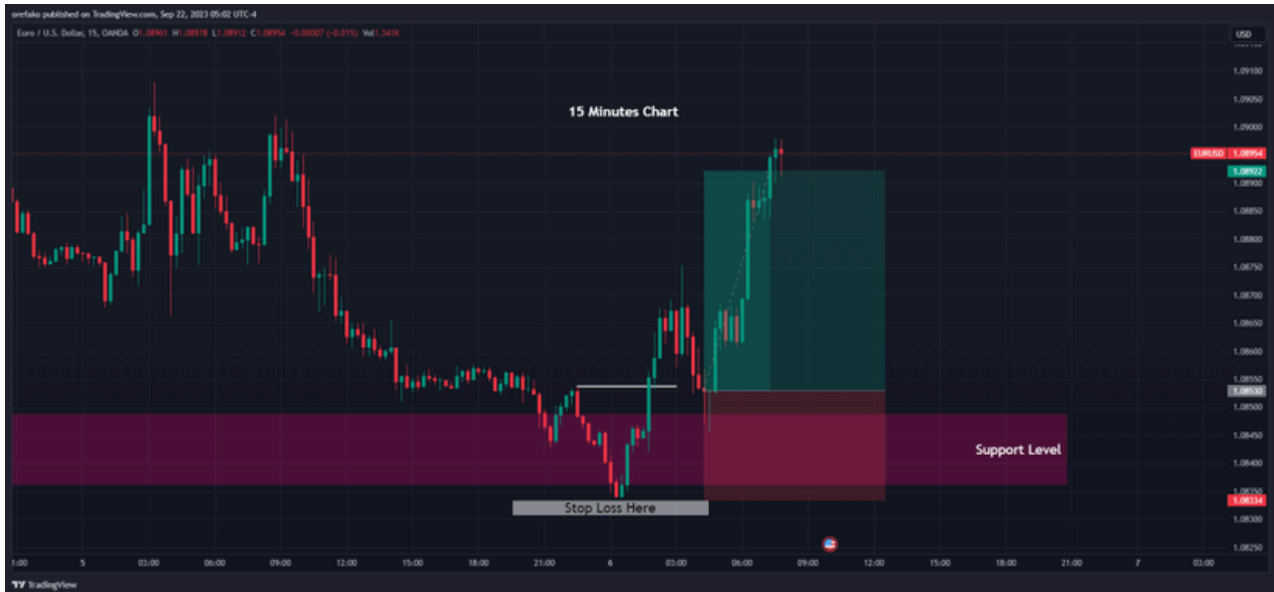 orefako published on TradingView.com, Sep 22, 2023 05:02 UTC-4
Euro / U.S. Dollar, 15, OANDA O1.08961 H1.08978 L1.08912 C1.08954 −0.00007 (−0.01%) Vol1.341K
USD
1.09100
15 Minutes Chart
1.09050
1.09000
EURUSD 1.08954
1.08922
1.08900
1.08850
1.08800
1.08750
1.08700
1.08650
1.08600
1.08550
1.08530
1.08500
Support Level
1.08450
1.08400
1.08350
1.08334
Stop Loss Here
1.08300
1.08250
1:00 5 03:00 06:00 09:00 12:00 15:00 18:00 21:00 6 03:00 06:00 09:00 12:00 15:00 18:00 21:00 7 03:00
TradingView